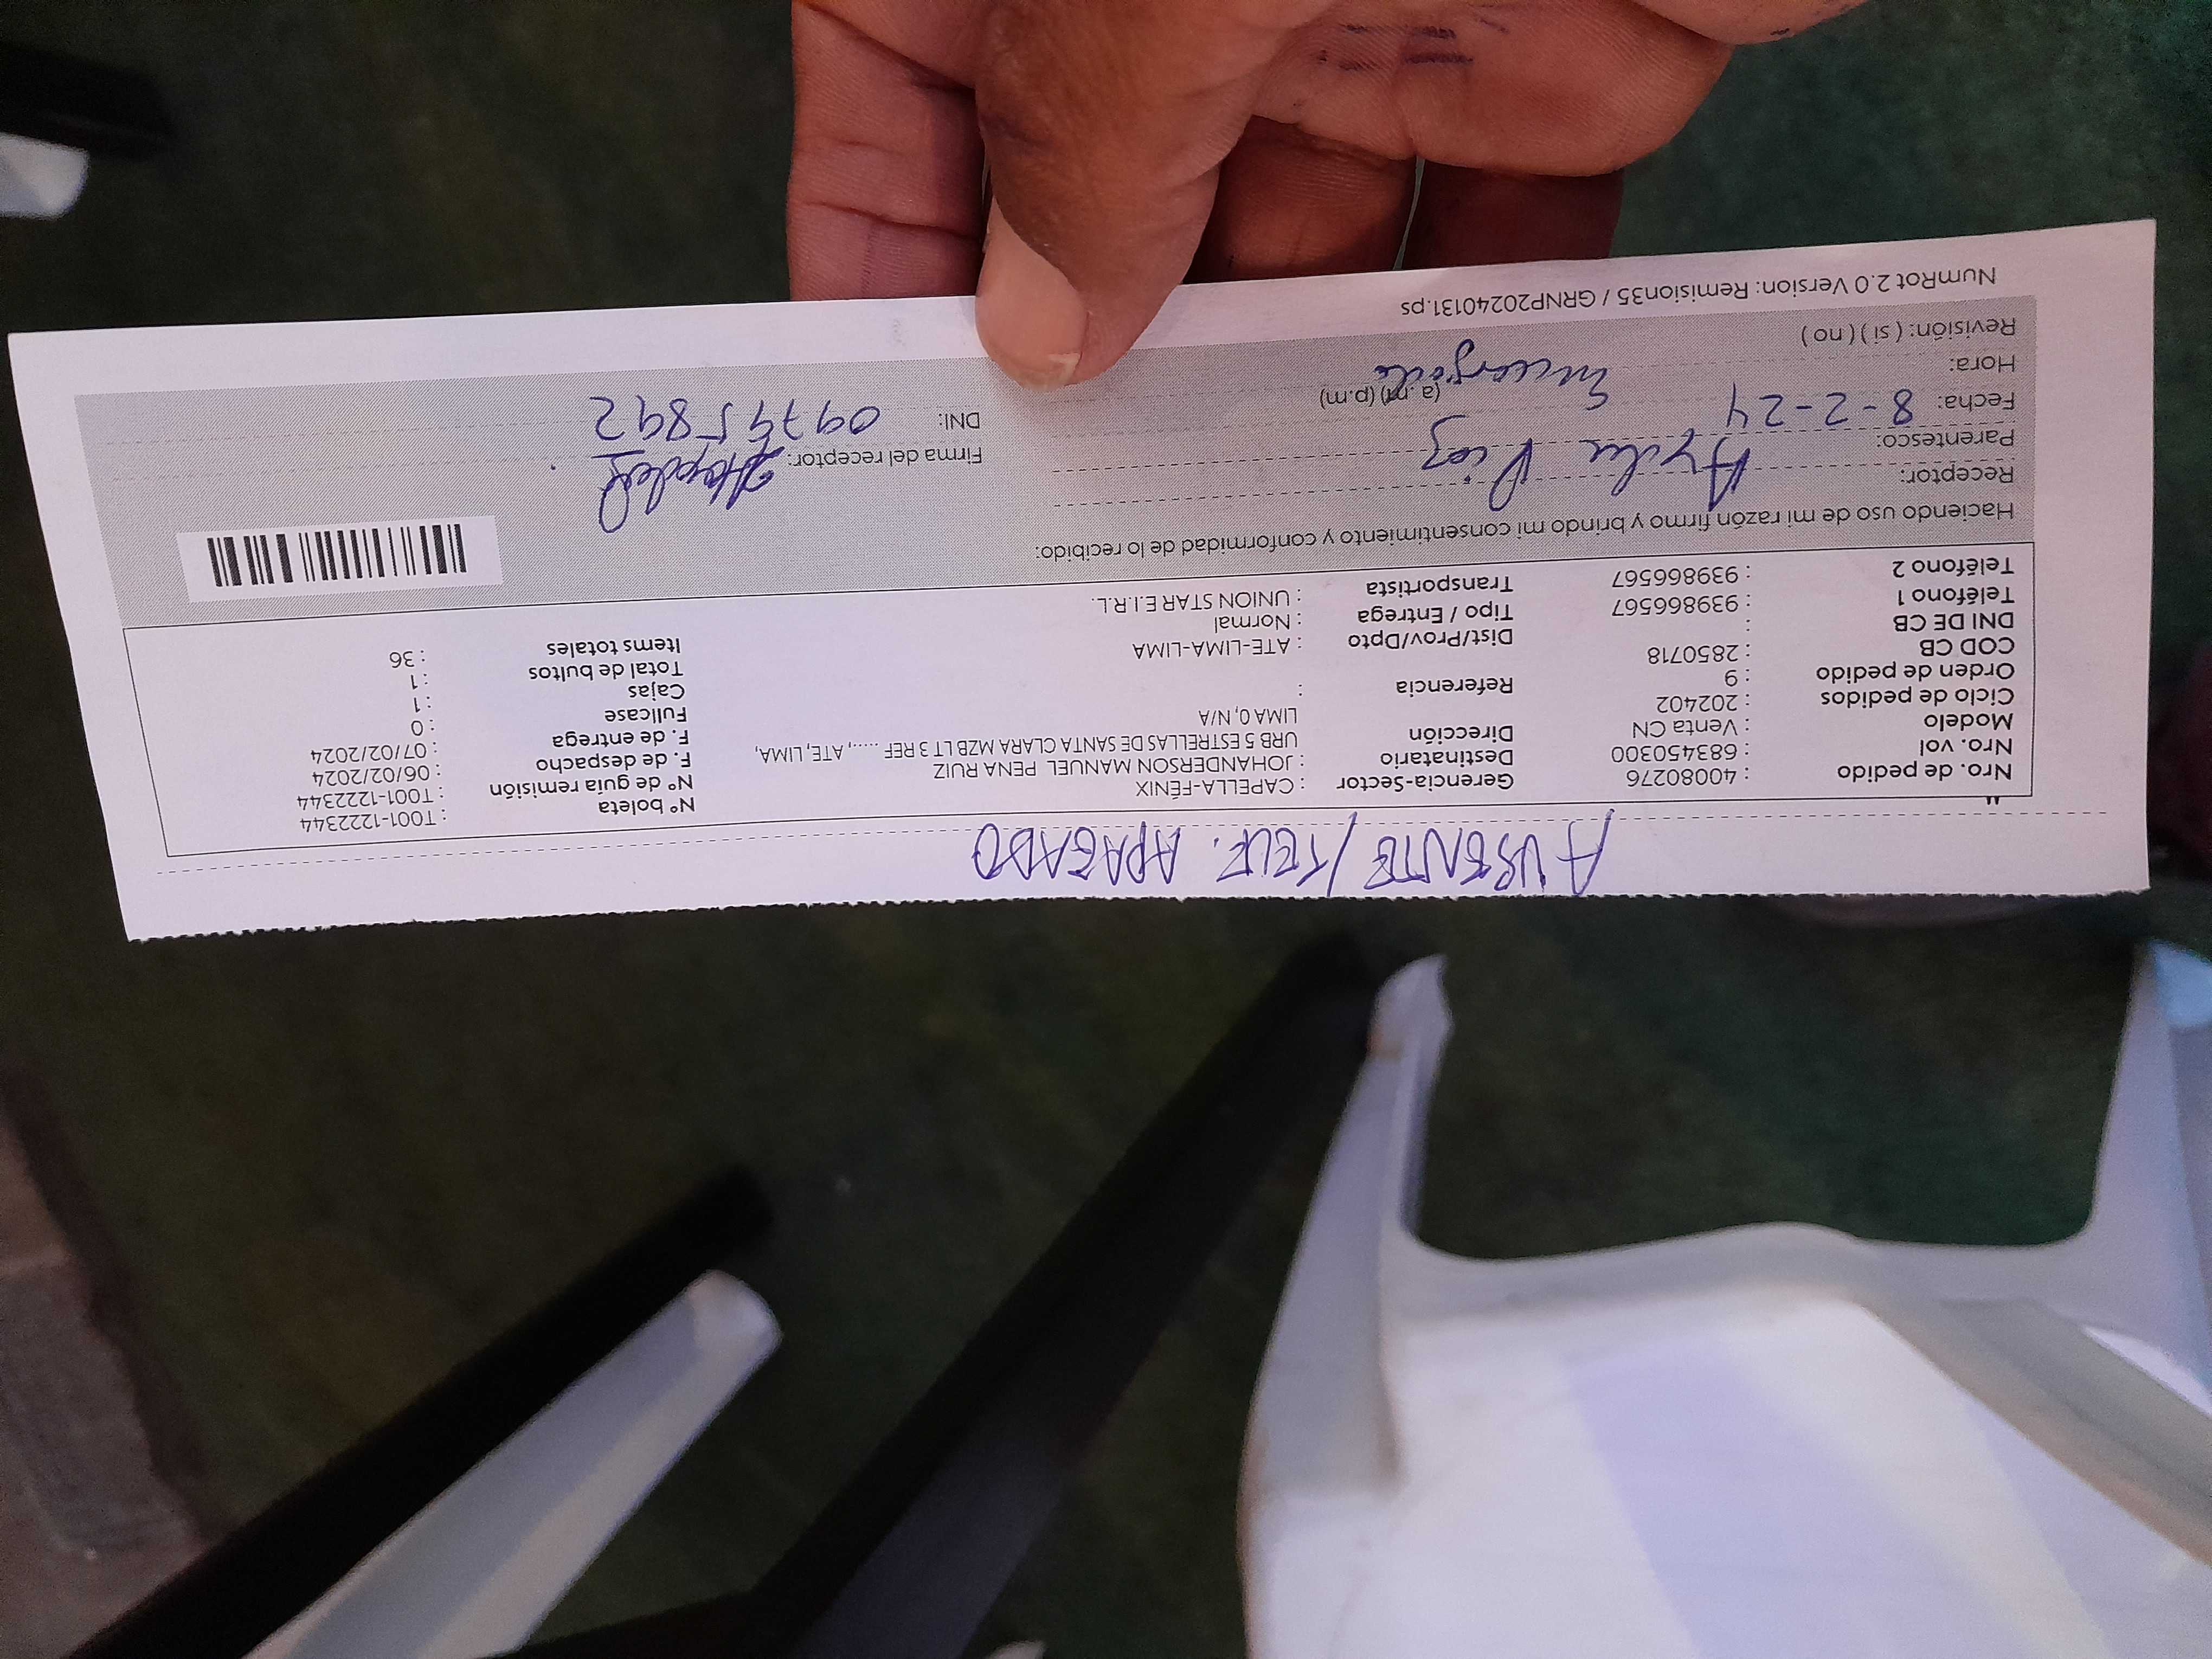 AUSENTE / TELF. APAGADO
Nro. de pedido : 40080276 Gerencia-Sector : CAPELLA-FÉNIX Nº boleta : T001-1222344
Nro. vol : 683450300 Destinatario : JOHANDERSON MANUEL PENA RUIZ Nº de guía remisión : T001-1222344
Modelo : Venta CN Dirección URB 5 ESTRELLAS DE SANTA CLARA MZB LT 3 REF ....., ATE, LIMA, F. de despacho : 06/02/2024
LIMA 0, N/A F. de entrega : 07/02/2024
Ciclo de pedidos : 202402 Fullcase : 0
Orden de pedido : 9 Referencia : Cajas : 1
COD CB : 2850718 Dist/Prov/Dpto : ATE-LIMA-LIMA Total de bultos : 1
DNI DE CB : Tipo / Entrega : Normal Items totales : 36
Teléfono 1 : 939866567 Transportista : UNION STAR E.I.R.L.
Teléfono 2 : 939866567
Haciendo uso de mi razón firmo y brindo mi consentimiento y conformidad de lo recibido:
Receptor:
Parentesco: Firma del receptor:
Fecha: 8-2-24 Encargado DNI: 09795892
Hora: (a.m) (p.m)
Revisión: ( si ) ( no )
NumRot 2.0 Version: Remision35 / GRNP20240131.ps